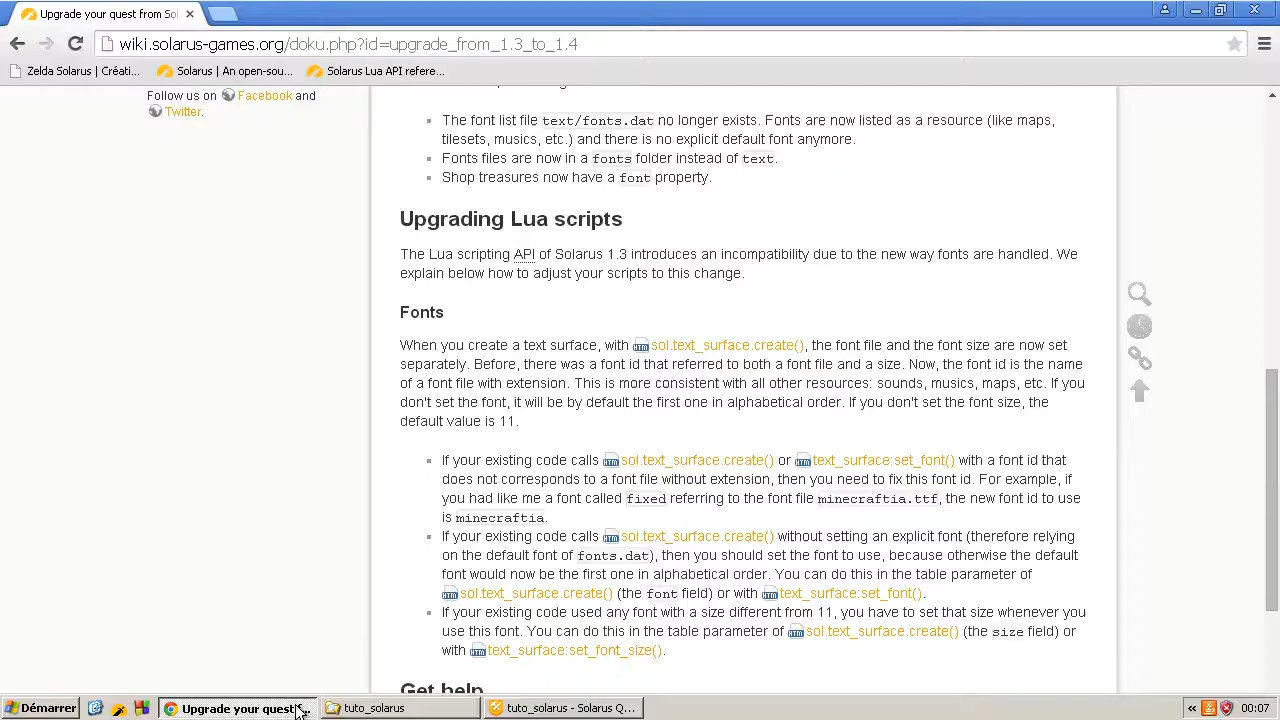 Upgrade your quest from Sol
wiki.solarus-games.org/doku.php?id=upgrade_from_1.3_to_1.4
Zelda Solarus | Créati... Solarus | An open-sou... Solarus Lua API refere...
Follow us on Facebook and
Twitter.
The font list file text/fonts.dat no longer exists. Fonts are now listed as a resource (like maps,
tilesets, musics, etc.) and there is no explicit default font anymore.
Fonts files are now in a fonts folder instead of text.
Shop treasures now have a font property.
Upgrading Lua scripts
The Lua scripting API of Solarus 1.3 introduces an incompatibility due to the new way fonts are handled. We
explain below how to adjust your scripts to this change.
Fonts
When you create a text surface, with sol.text_surface.create(), the font file and the font size are now set
separately. Before, there was a font id that referred to both a font file and a size. Now, the font id is the name
of a font file with extension. This is more consistent with all other resources: sounds, musics, maps, etc. If you
don't set the font, it will be by default the first one in alphabetical order. If you don't set the font size, the
default value is 11.
If your existing code calls sol.text_surface.create() or text_surface:set_font() with a font id that
does not corresponds to a font file without extension, then you need to fix this font id. For example, if
you had like me a font called fixed referring to the font file minecraftia.ttf, the new font id to use
is minecraftia.
If your existing code calls sol.text_surface.create() without setting an explicit font (therefore relying
on the default font of fonts.dat), then you should set the font to use, because otherwise the default
font would now be the first one in alphabetical order. You can do this in the table parameter of
sol.text_surface.create() (the font field) or with text_surface:set_font().
If your existing code used any font with a size different from 11, you have to set that size whenever you
use this font. You can do this in the table parameter of sol.text_surface.create() (the size field) or
with text_surface:set_font_size().
Get help
Démarrer Upgrade your quest ... tuto_solarus tuto_solarus - Solarus Q... 00:07